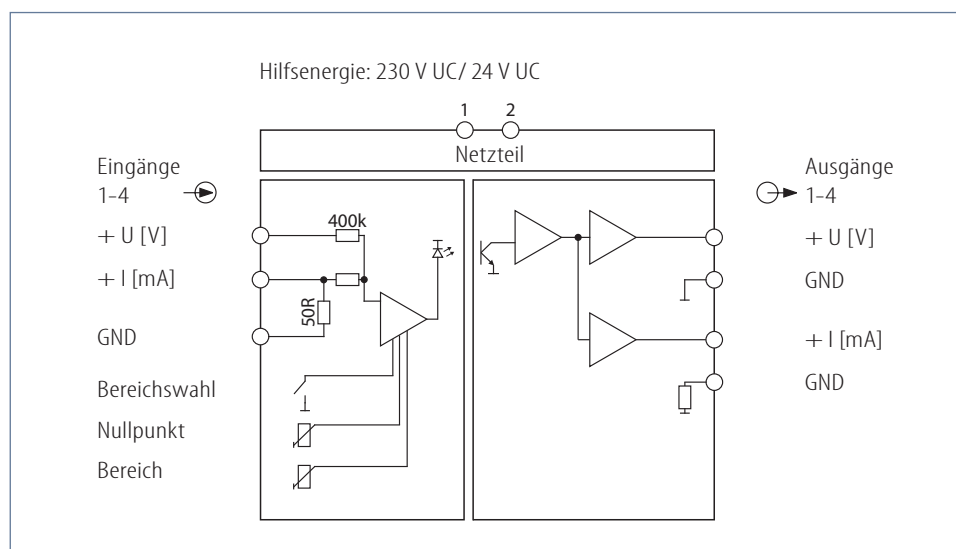 Hilfsenergie: 230 V UC/ 24 V UC
1 2
Netzteil
Eingänge
1-4
+ U [V]
+ I [mA]
GND
Bereichswahl
Nullpunkt
Bereich
400k
50R
Ausgänge
1-4
+ U [V]
GND
+ I [mA]
GND